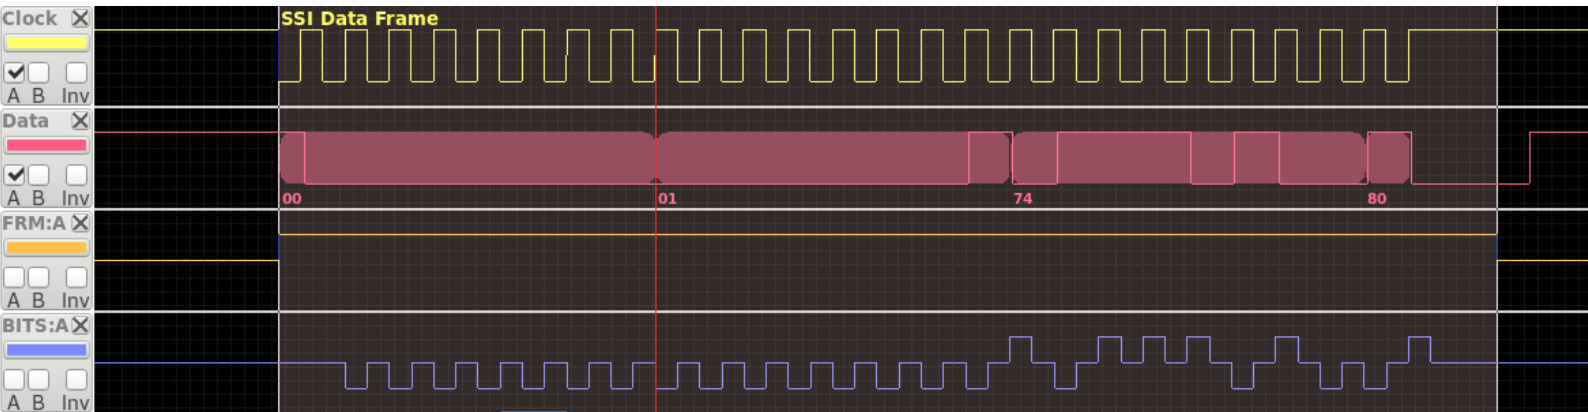 Clock
SSI Data Frame
A B Inv
Data
A B Inv
00 01 74 80
FRM:A
A B Inv
BITS:A
A B Inv